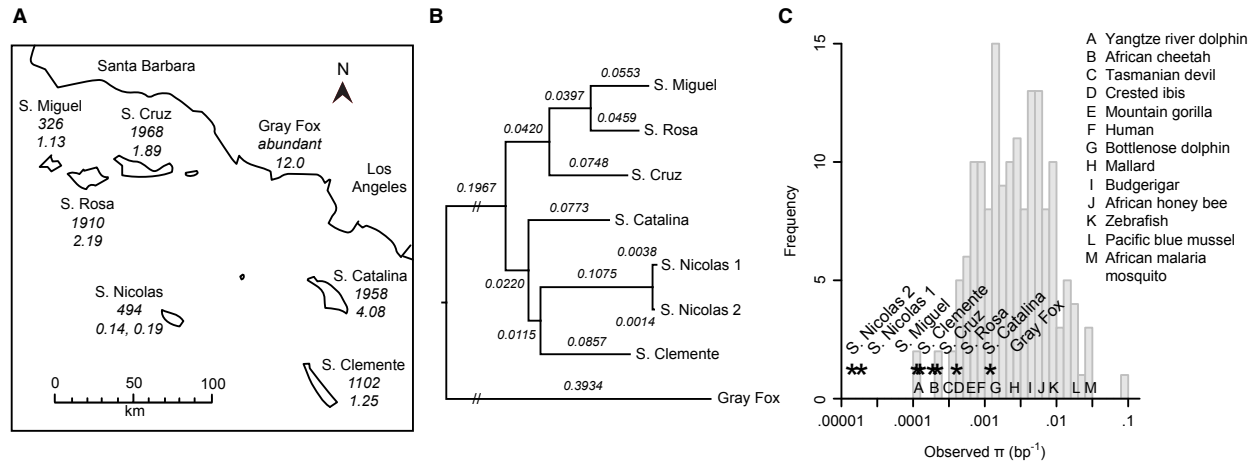 A
Santa Barbara
N
S. Miguel
326
1.13
S. Cruz
1968
1.89
Gray Fox
abundant
12.0
Los
Angeles
S. Rosa
1910
2.19
S. Catalina
1958
4.08
S. Nicolas
494
0.14, 0.19
S. Clemente
1102
1.25
0 50 100
km
B
0.0553
S. Miguel
0.0397
0.0459
S. Rosa
0.0420
0.0748
S. Cruz
0.1967
//
0.0773
S. Catalina
0.0038
S. Nicolas 1
0.1075
0.0220
S. Nicolas 2
0.0014
0.0115
0.0857
S. Clemente
0.3934
//
Gray Fox
C
Frequency
15
10
5
0
S. Nicolas 2
S. Nicolas 1
S. Miguel
S. Clemente
S. Cruz
S. Rosa
S. Catalina
Gray Fox
** ** ** * *
A B C D E F G H I J K L M
.00001 .0001 .001 .01 .1
Observed π (bp⁻¹)
A Yangtze river dolphin
B African cheetah
C Tasmanian devil
D Crested ibis
E Mountain gorilla
F Human
G Bottlenose dolphin
H Mallard
I Budgerigar
J African honey bee
K Zebrafish
L Pacific blue mussel
M African malaria
mosquito